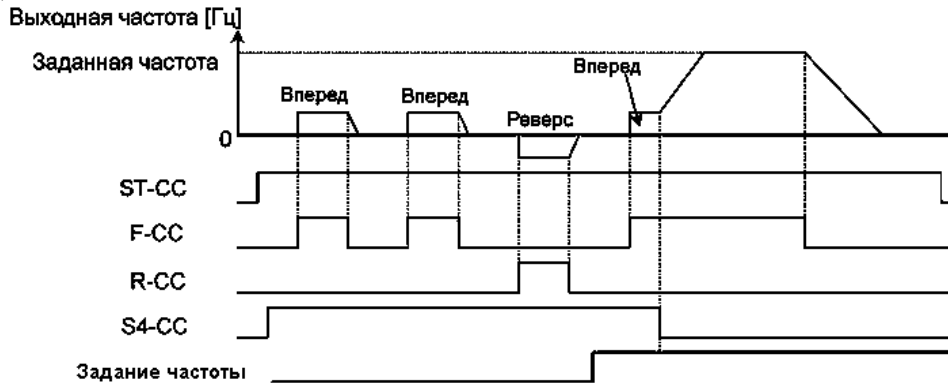 Выходная частота [Гц]
Заданная частота
Вперед
Вперед
Реверс
Вперед
0
ST-CC
F-CC
R-CC
S4-CC
Задание частоты